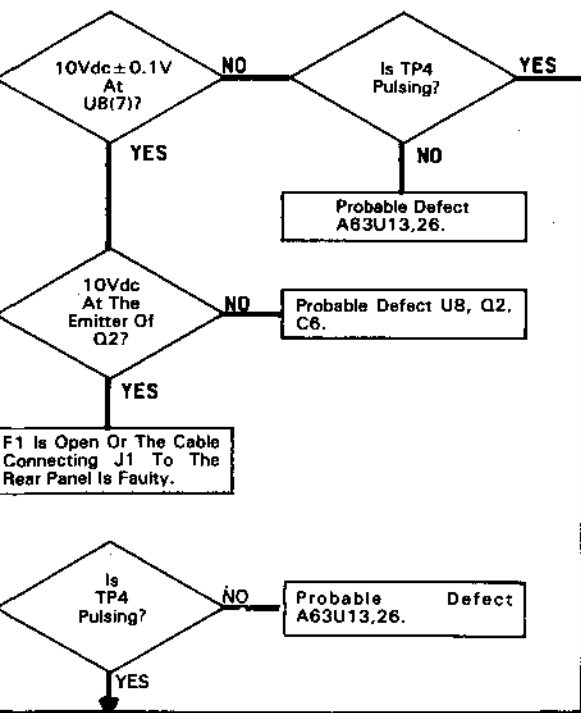 10Vdc±0.1V
At
U8(7)?
NO
Is TP4
Pulsing?
YES
YES
NO
Probable Defect
A63U13,26.
10Vdc
At The
Emitter Of
Q2?
NO
Probable Defect U8, Q2,
C6.
YES
F1 Is Open Or The Cable
Connecting J1 To The
Rear Panel Is Faulty.
Is
TP4
Pulsing?
NO
Probable Defect
A63U13,26.
YES